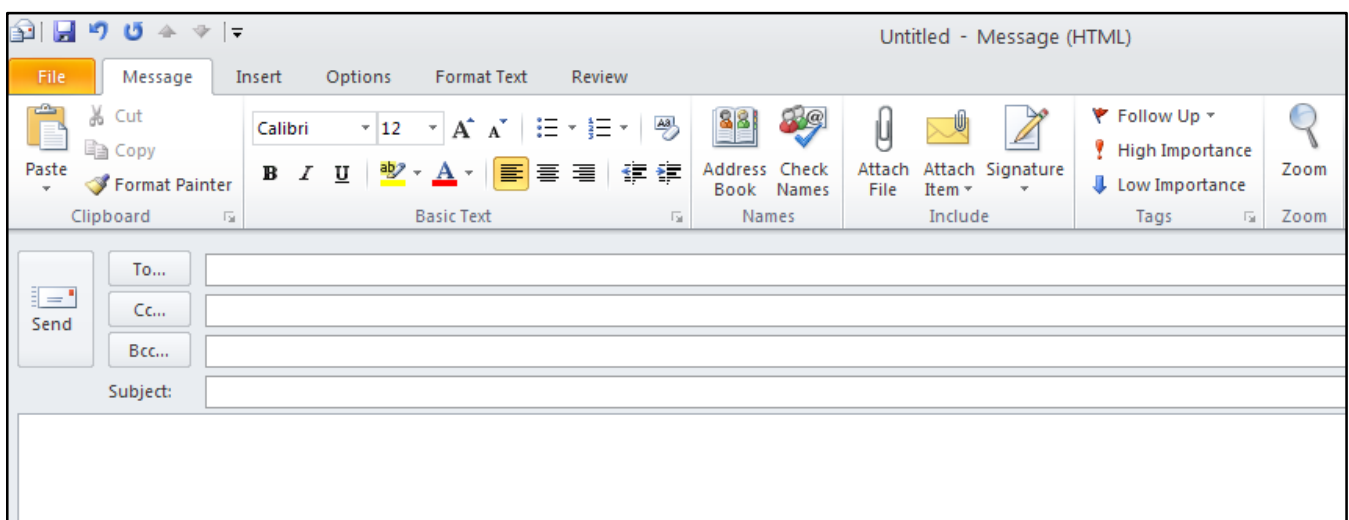 Untitled - Message (HTML)
File Message Insert Options Format Text Review
Cut
Copy
Paste
Format Painter
Clipboard
Calibri 12 A A
B I U ab A
Basic Text
Address Book
Check Names
Names
Attach File
Attach Item
Signature
Include
Follow Up
High Importance
Low Importance
Tags
Zoom
Zoom
Send
To...
Cc...
Bcc...
Subject: